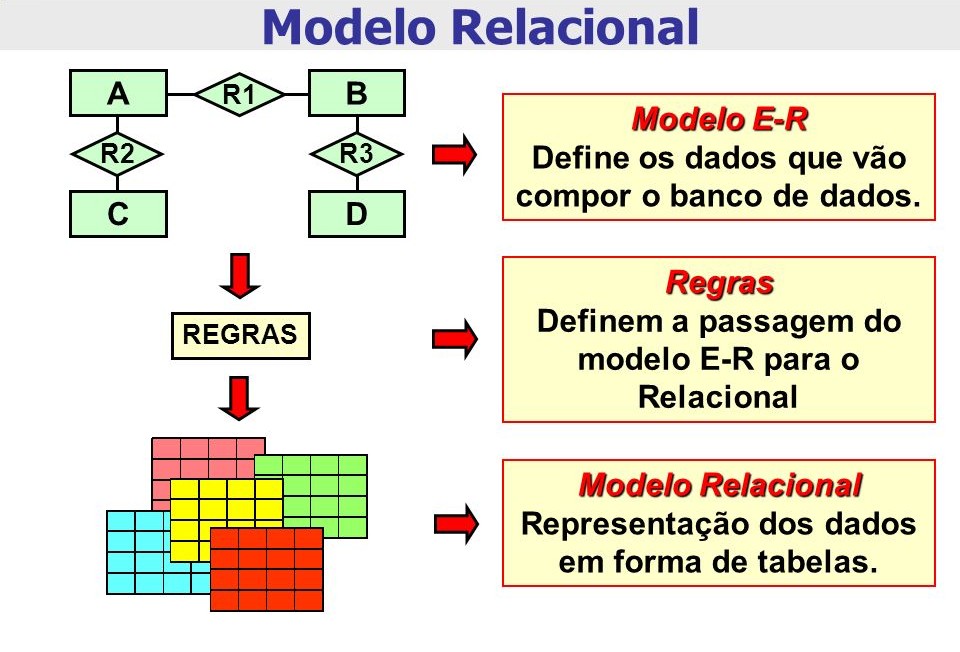 Modelo Relacional
A
R1
B
R2
R3
C
D
Modelo E-R
Define os dados que vão
compor o banco de dados.
REGRAS
Regras
Definem a passagem do
modelo E-R para o
Relacional
Modelo Relacional
Representação dos dados
em forma de tabelas.